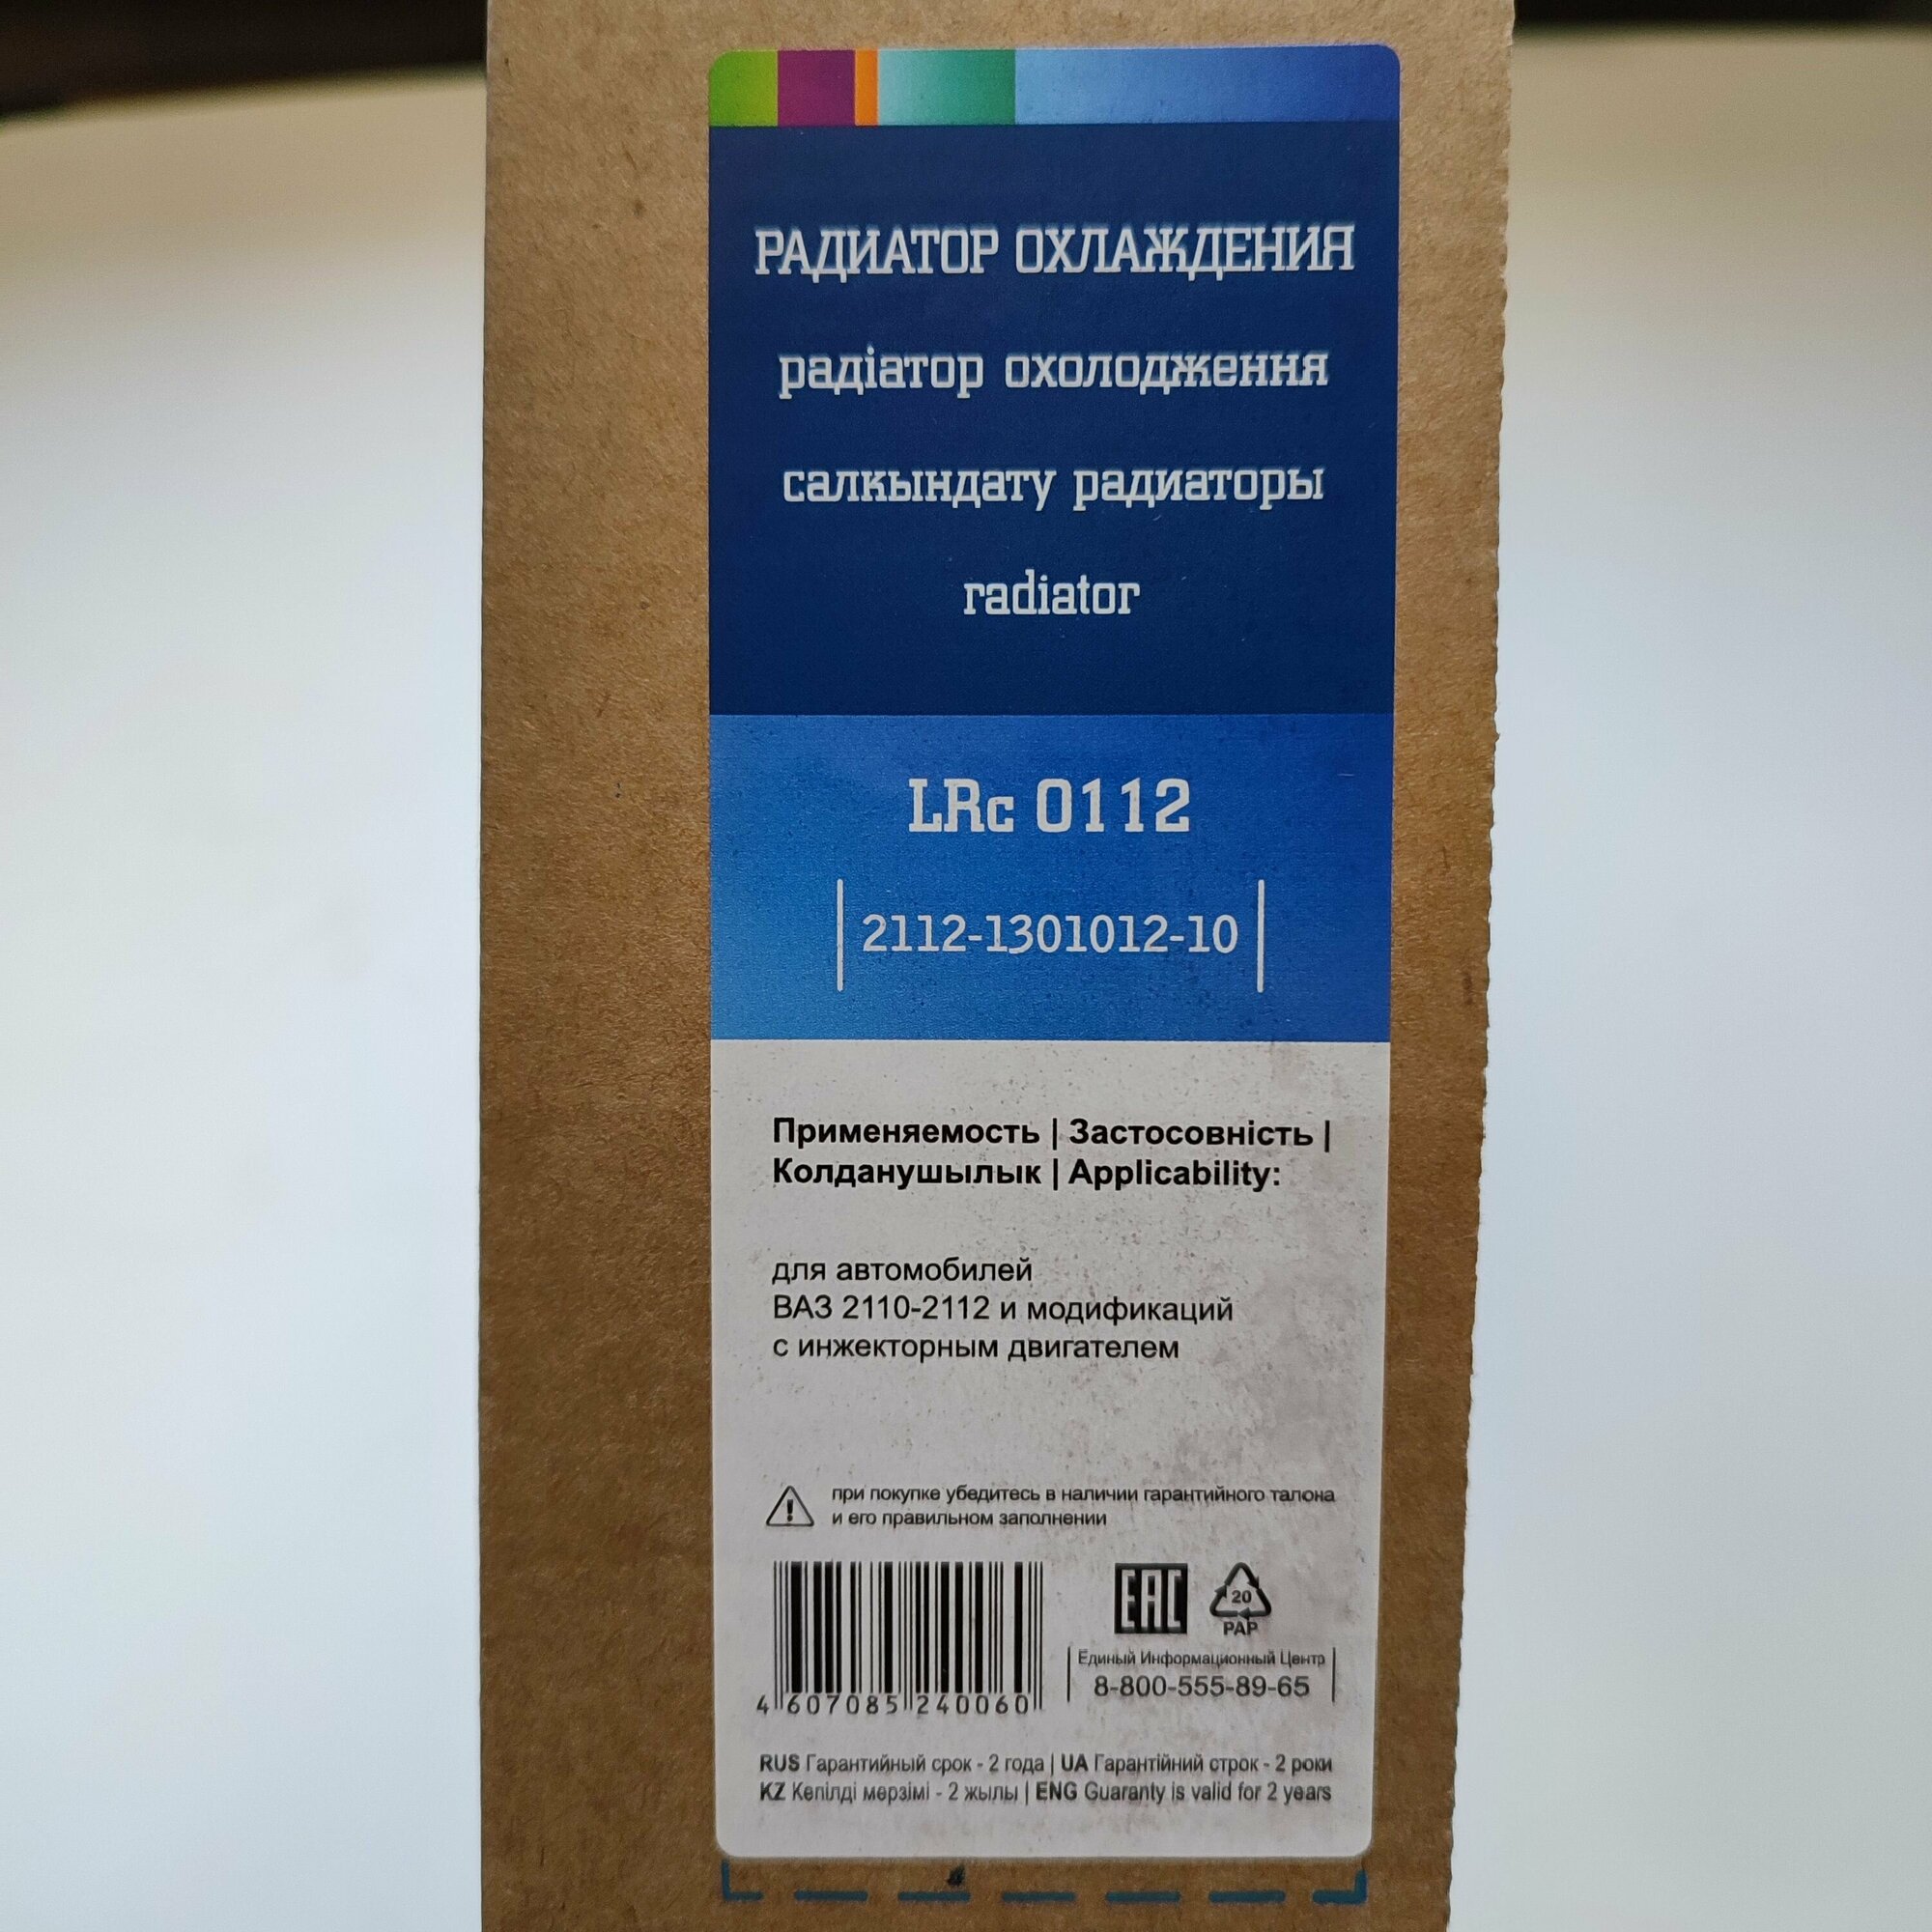 РАДИАТОР ОХЛАЖДЕНИЯ
радіатор охолодження
салкындату радиаторы
radiator
LRc 0112
2112-1301012-10
Применяемость | Застосовність |
Колданушылык | Applicability:
для автомобилей
ВАЗ 2110-2112 и модификаций
с инжекторным двигателем
при покупке убедитесь в наличии гарантийного талона
и его правильном заполнении
EAC
20
PAP
Единый Информационный Центр
8-800-555-89-65
4 607085 240060
RUS Гарантийный срок - 2 года | UA Гарантійний строк - 2 роки
KZ Кепілді мерзімі - 2 жылы | ENG Guaranty is valid for 2 years